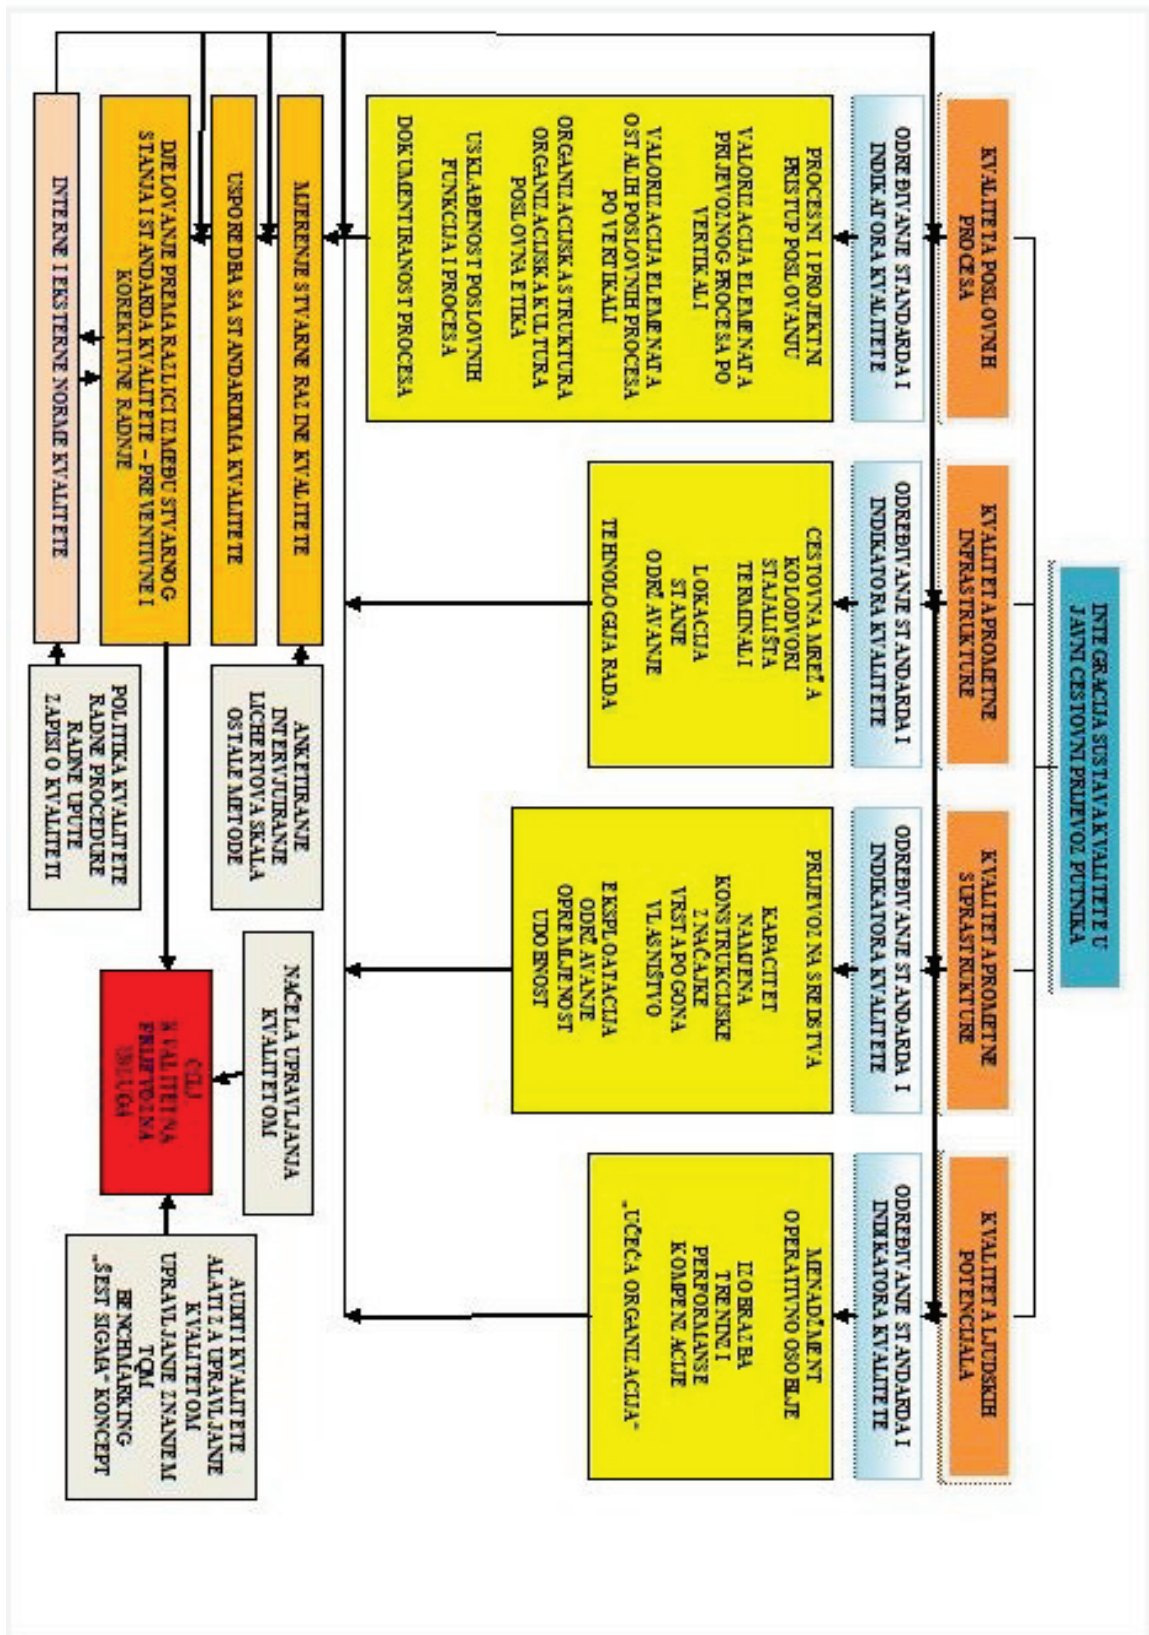 INTEGRACIJA SUSTAVA KVALITETE U
JAVNI CESTOVNI PRIJEVOZ PUTNIKA
KVALITETA POSLOVNIH
PROCESA
KVALITETA PROMETNE
INFRASTRUKTURE
KVALITETA PROMETNE
SUPRASTRUKTURE
KVALITETA LJUDSKIH
POTENCIJALA
ODREĐIVANJE STANDARDA I
INDIKATORA KVALITETE
ODREĐIVANJE STANDARDA I
INDIKATORA KVALITETE
ODREĐIVANJE STANDARDA I
INDIKATORA KVALITETE
ODREĐIVANJE STANDARDA I
INDIKATORA KVALITETE
PROCESNI I PROJEKTNI
PRISTUP POSLOVANJU
VALORIZACIJA ELEMENATA
PRIJEVOZNOG PROCESA PO
VERTIKALI
VALORIZACIJA ELEMENATA
OSTALIH POSLOVNIH PROCESA
PO VERTIKALI
ORGANIZACIJSKA STRUKTURA
ORGANIZACIJSKA KULTURA
POSLOVNA ETIKA
USKLAĐENOST POSLOVNIH
FUNKCIJA I PROCESA
DOKUMENTIRANOST PROCESA
CESTOVNA MREŽA
KOLODVORI
STAJALIŠTA
TERMINALI
LOKACIJA
STANJE
ODRŽAVANJE
TEHNOLOGIJA RADA
PRIJEVOZNA SREDSTVA
KAPACITET
NAMJENA
KONSTRUKCIJSKE
ZNAČAJKE
VRSTA POGONA
VLASNIŠTVO
EKSPLOATACIJA
ODRŽAVANJE
OPREMLJENOST
UDOBNOST
MENADŽMENT
OPERATIVNO OSOBLJE
IZOBRAZBA
TRENINZI
PERFORMANSE
KOMPENZACIJE
„UČEĆA ORGANIZACIJA“
MJERENJE STVARNE RAZINE KVALITETE
USPOREDBA SA STANDARDIMA KVALITETE
DJELOVANJE PREMA RAZLICI IZMEĐU STVARNOG
STANJA I STANDARDA KVALITETE – PREVENTIVNE I
KOREKTIVNE RADNJE
INTERNE I EKSTERNE NORME KVALITETE
ANKETIRANJE
INTERVJUIRANJE
LICHERTOVA SKALA
OSTALE METODE
POLITIKA KVALITETE
RADNE PROCEDURE
RADNE UPUTE
ZAPISI O KVALITETI
NAČELA UPRAVLJANJA
KVALITETOM
CILJ
KVALITETNA
PRIJEVOZNA
USLUGA
AUDITI KVALITETE
ALATI ZA UPRAVLJANJE
KVALITETOM
UPRAVLJANJE ZNANJEM
TQM
BENCHMARKING
„ŠEST SIGMA“ KONCEPT